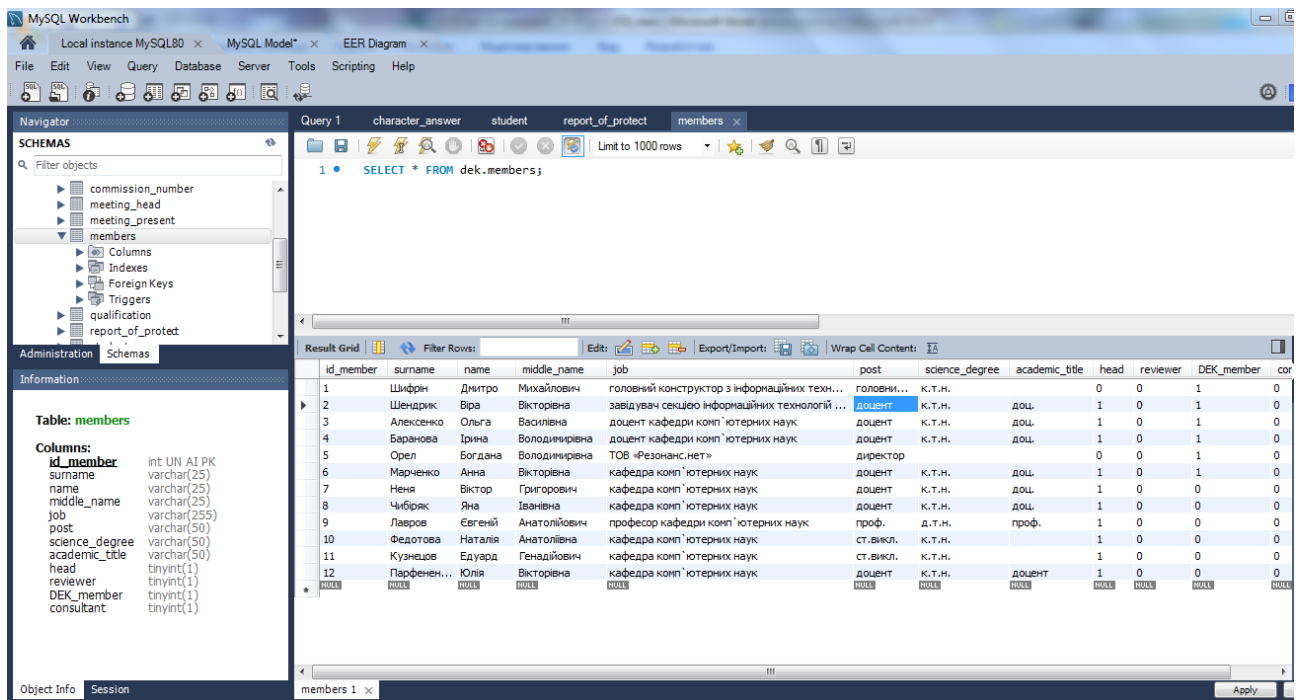 MySQL Workbench
Local instance MySQL80 × MySQL Model* × EER Diagram ×
File Edit View Query Database Server Tools Scripting Help
Navigator
SCHEMAS
Filter objects
commission_number
meeting_head
meeting_present
members
Columns
Indexes
Foreign Keys
Triggers
qualification
report_of_protect
Administration Schemas
Information
Table: members
Columns:
id_member int UN AI PK
surname varchar(25)
name varchar(25)
middle_name varchar(25)
job varchar(255)
post varchar(50)
science_degree varchar(50)
academic_title varchar(50)
head tinyint(1)
reviewer tinyint(1)
DEK_member tinyint(1)
consultant tinyint(1)
Object Info Session
Query 1 character_answer student report_of_protect members ×
Limit to 1000 rows
1 SELECT * FROM dek.members;
Result Grid Filter Rows: Edit: Export/Import: Wrap Cell Content:
id_member surname name middle_name job post science_degree academic_title head reviewer DEK_member cor
1 Шифрін Дмитро Михайлович головний конструктор з інформаційних техн... головни... к.т.н. 0 0 1 0
2 Шендрик Віра Вікторівна завідувач секцією інформаційних технологій ... доцент к.т.н. доц. 1 0 1 0
3 Алексенко Ольга Василівна доцент кафедри комп`ютерних наук доцент к.т.н. доц. 1 0 1 0
4 Баранова Ірина Володимирівна доцент кафедри комп`ютерних наук доцент к.т.н. доц. 1 0 1 0
5 Орел Богдана Володимирівна ТОВ «Резонанс.нет» директор 0 0 1 0
6 Марченко Анна Вікторівна кафедра комп`ютерних наук доцент к.т.н. доц. 1 0 1 0
7 Неня Віктор Григорович кафедра комп`ютерних наук доцент к.т.н. доц. 1 0 0 0
8 Чибіряк Яна Іванівна кафедра комп`ютерних наук доцент к.т.н. доц. 1 0 0 0
9 Лавров Євгеній Анатолійович професор кафедри комп`ютерних наук проф. д.т.н. проф. 1 0 0 0
10 Федотова Наталія Анатоліївна кафедра комп`ютерних наук ст.викл. к.т.н. 1 0 0 0
11 Кузнєцов Едуард Генадійович кафедра комп`ютерних наук ст.викл. к.т.н. 1 0 0 0
12 Парфенен... Юлія Вікторівна кафедра комп`ютерних наук доцент к.т.н. доцент 1 0 0 0
NULL NULL NULL NULL NULL NULL NULL NULL NULL NULL NULL NULL
members 1 × Apply